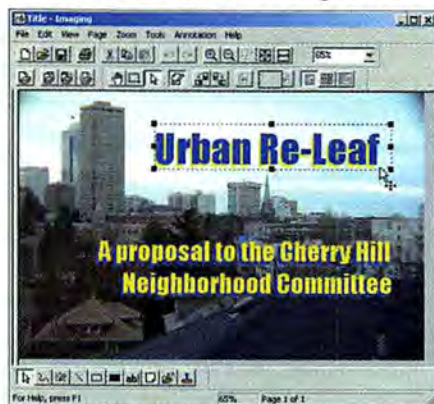 Title - Imaging
File Edit View Page Zoom Tools Annotation Help
65%
Urban Re-Leaf
A proposal to the Cherry Hill
Neighborhood Committee
ab
For Help, press F1 65% Page 1 of 1